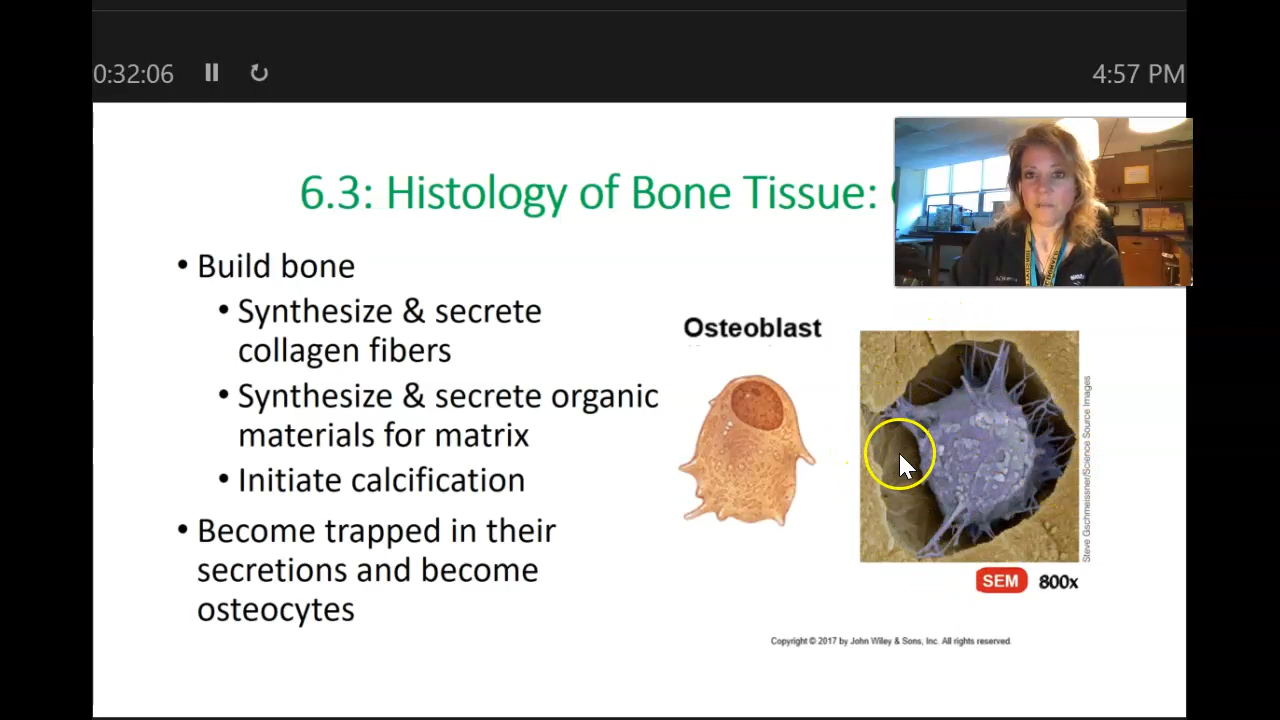 0:32:06
4:57 PM
6.3: Histology of Bone Tissue:
• Build bone
• Synthesize & secrete
collagen fibers
• Synthesize & secrete organic
materials for matrix
• Initiate calcification
• Become trapped in their
secretions and become
osteocytes
Osteoblast
Steve Gschmeissner/Science Source Images
SEM 800x
Copyright © 2017 by John Wiley & Sons, Inc. All rights reserved.